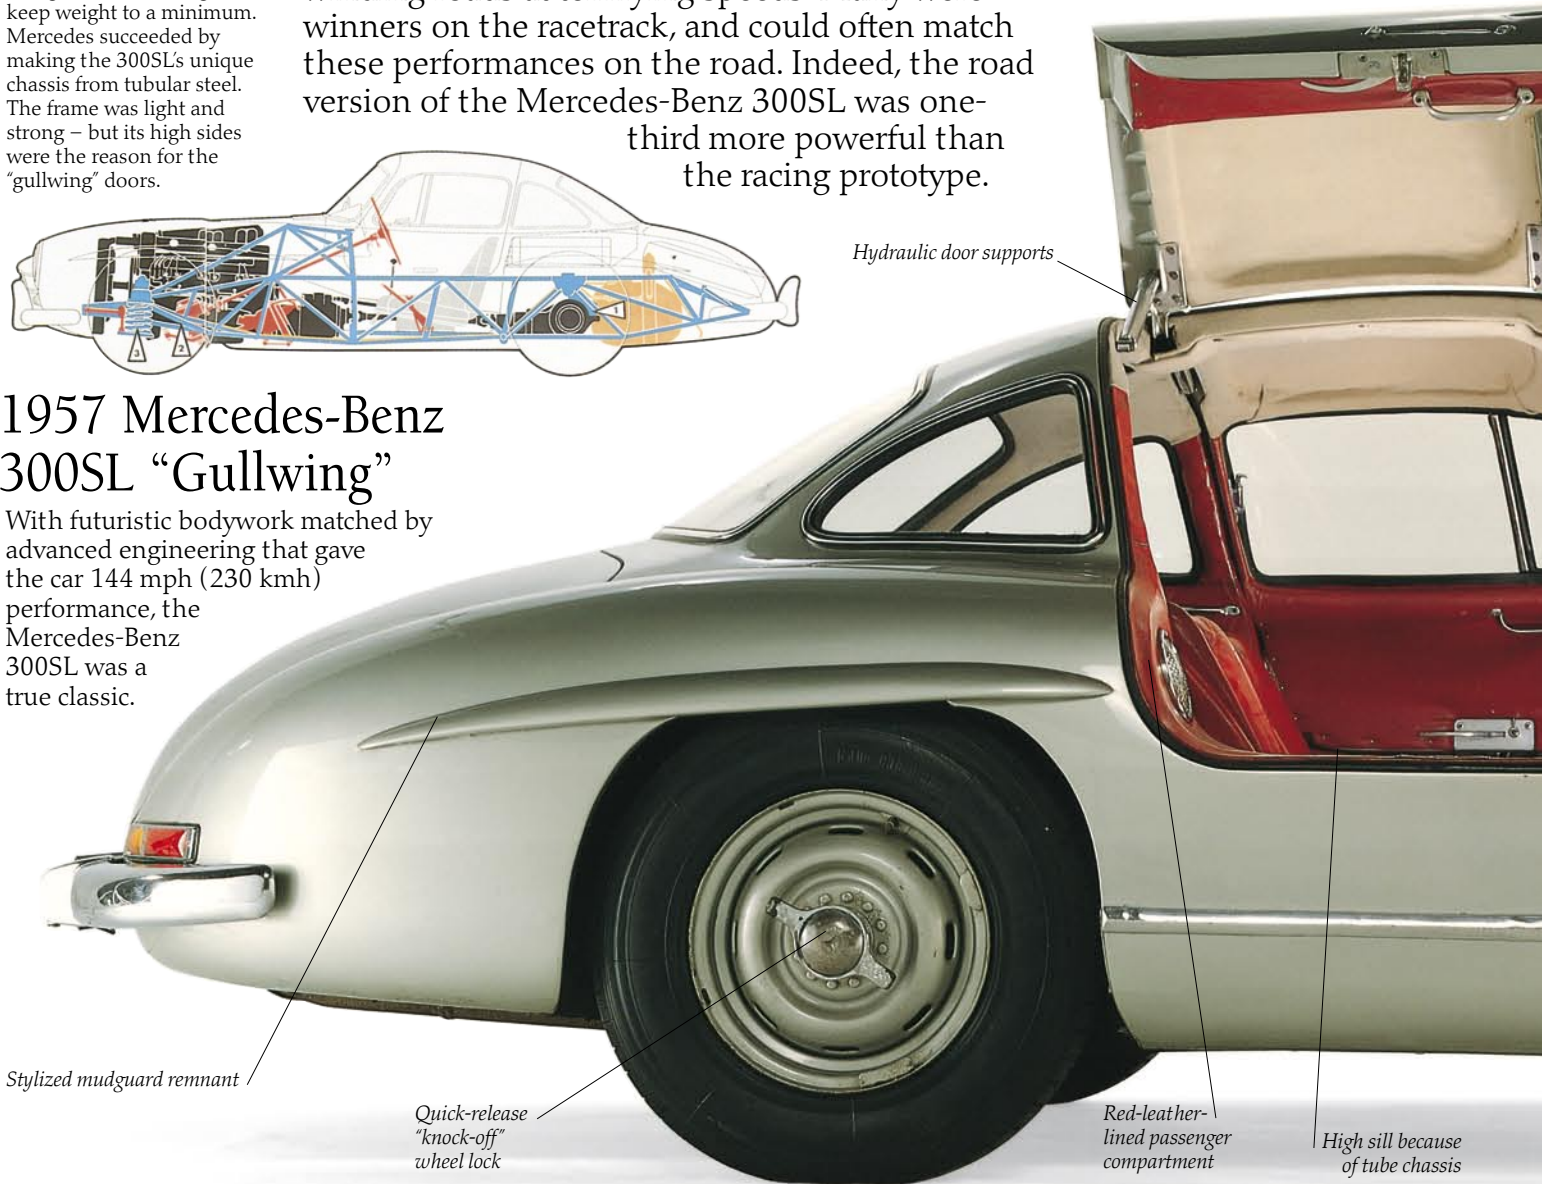 keep weight to a minimum.
Mercedes succeeded by
making the 300SL's unique
chassis from tubular steel.
The frame was light and
strong – but its high sides
were the reason for the
“gullwing” doors.
winners on the racetrack, and could often match
these performances on the road. Indeed, the road
version of the Mercedes-Benz 300SL was one-
third more powerful than
the racing prototype.
1
2
3
Hydraulic door supports
1957 Mercedes-Benz
300SL “Gullwing”
With futuristic bodywork matched by
advanced engineering that gave
the car 144 mph (230 kmh)
performance, the
Mercedes-Benz
300SL was a
true classic.
Stylized mudguard remnant
Quick-release
“knock-off”
wheel lock
Red-leather-
lined passenger
compartment
High sill because
of tube chassis